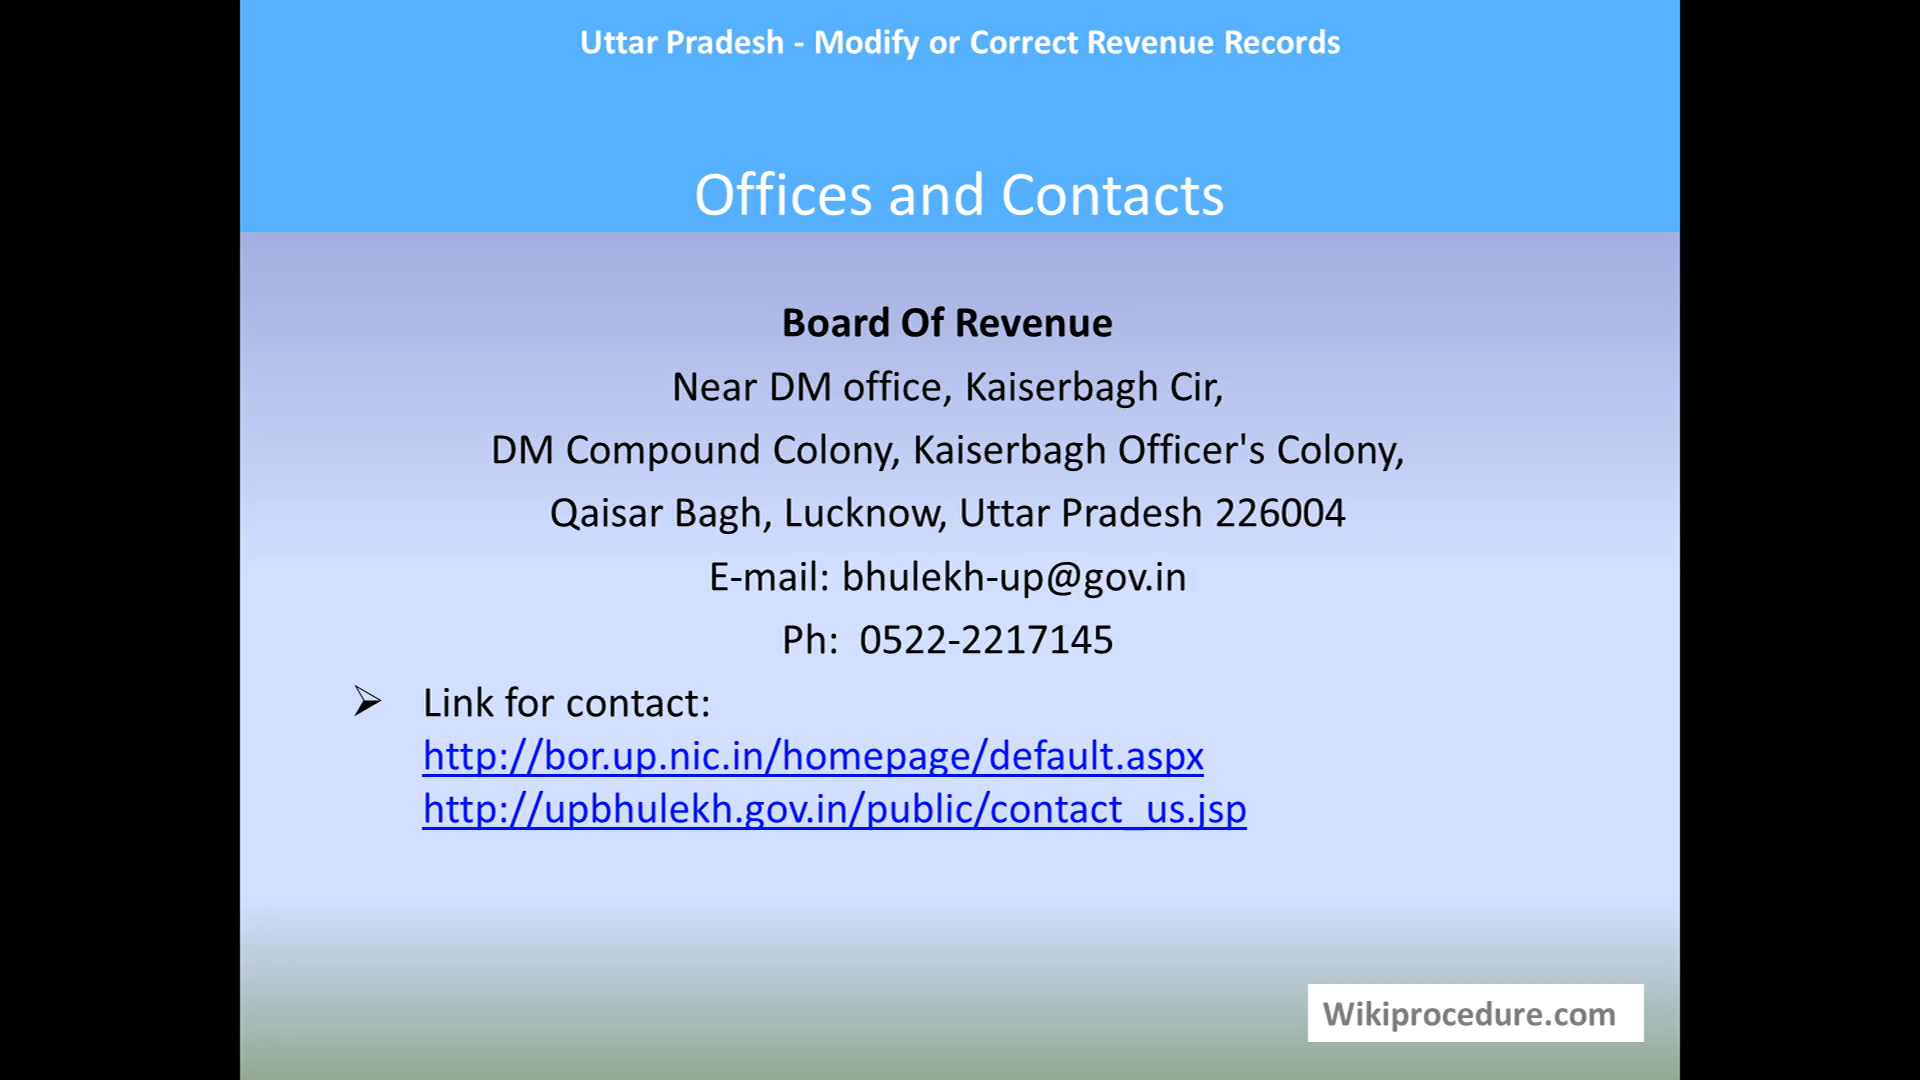 Uttar Pradesh - Modify or Correct Revenue Records
Offices and Contacts
Board Of Revenue
Near DM office, Kaiserbagh Cir,
DM Compound Colony, Kaiserbagh Officer's Colony,
Qaisar Bagh, Lucknow, Uttar Pradesh 226004
E-mail: bhulekh-up@gov.in
Ph:  0522-2217145
➢ Link for contact:
http://bor.up.nic.in/homepage/default.aspx
http://upbhulekh.gov.in/public/contact_us.jsp
Wikiprocedure.com